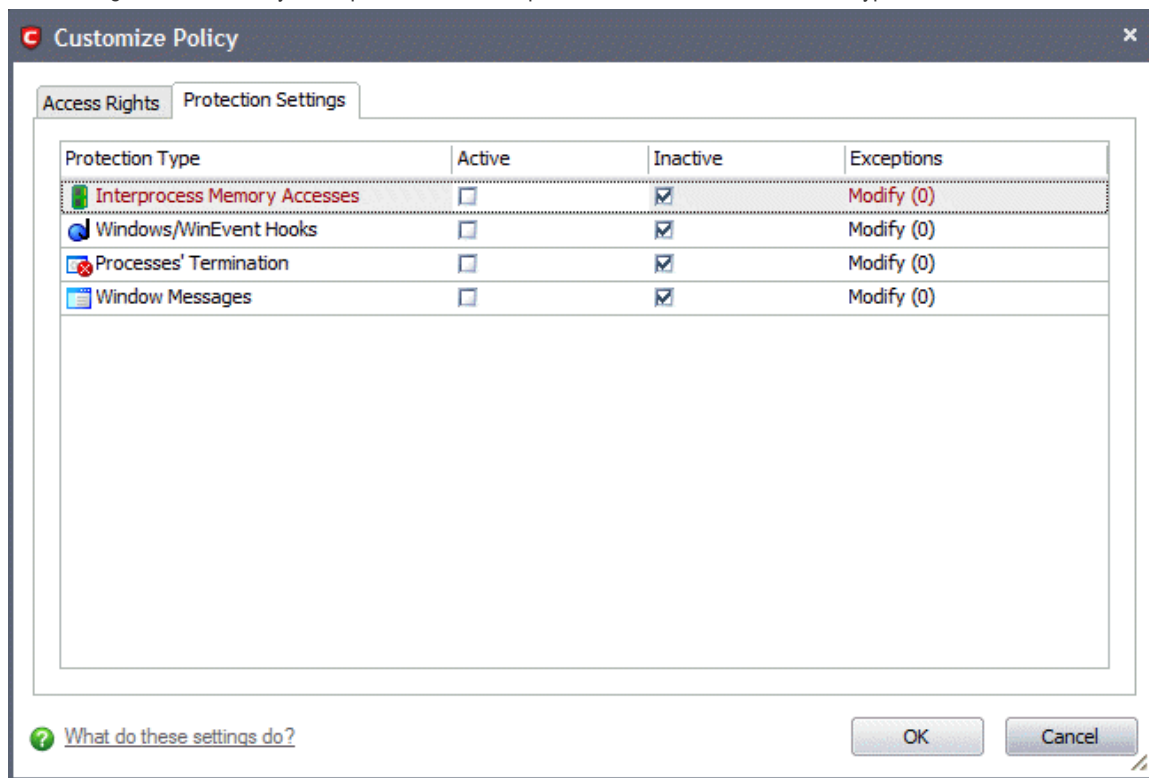 Customize Policy
Access Rights Protection Settings
Protection Type Active Inactive Exceptions
Interprocess Memory Accesses Modify (0)
Windows/WinEvent Hooks Modify (0)
Processes' Termination Modify (0)
Window Messages Modify (0)
What do these settings do? OK Cancel